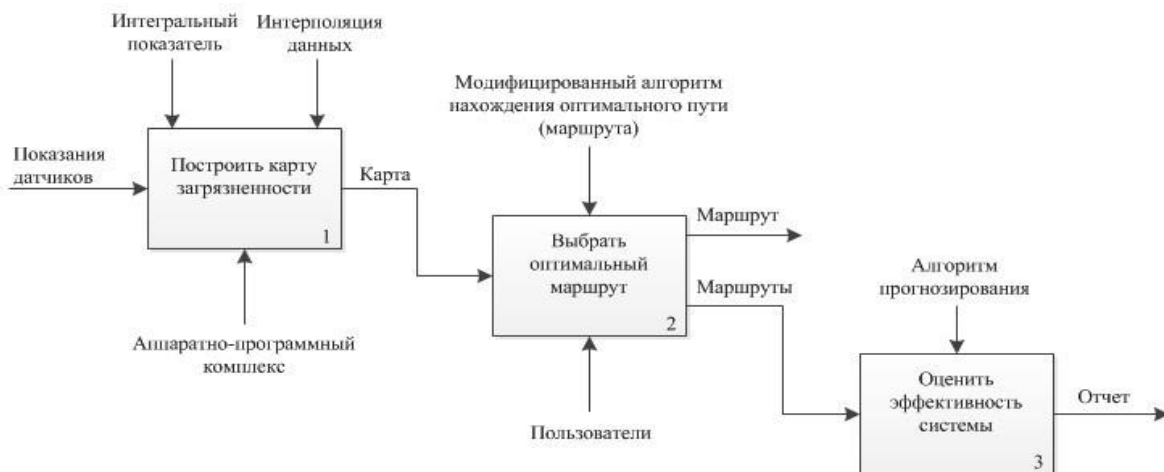 Интегральный
показатель
Интерполяция
данных
Модифицированный алгоритм
нахождения оптимального пути
(маршрута)
Показания
датчиков
Построить карту
загрязненности
1
Карта
Маршрут
Выбрать
оптимальный
маршрут
2
Маршруты
Алгоритм
прогнозирования
Аппаратно-программный
комплекс
Пользователи
Оценить
эффективность
системы
3
Отчет